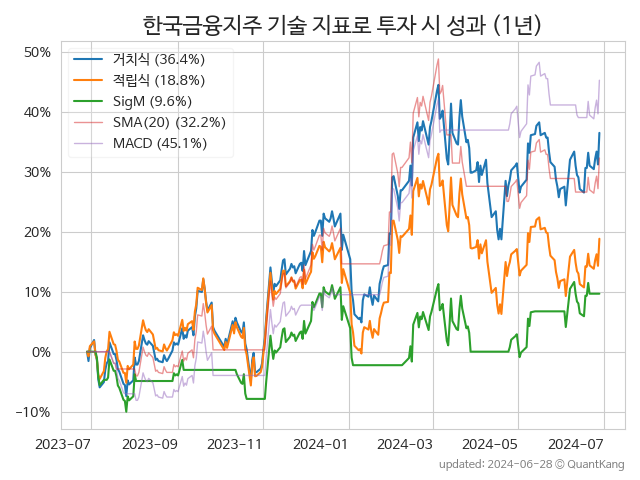 한국금융지주 기술 지표로 투자 시 성과 (1년)
50%
40%
30%
20%
10%
0%
−10%
거치식 (36.4%)
적립식 (18.8%)
SigM (9.6%)
SMA(20) (32.2%)
MACD (45.1%)
2023-07
2023-09
2023-11
2024-01
2024-03
2024-05
2024-07
updated: 2024-06-28 © QuantKang